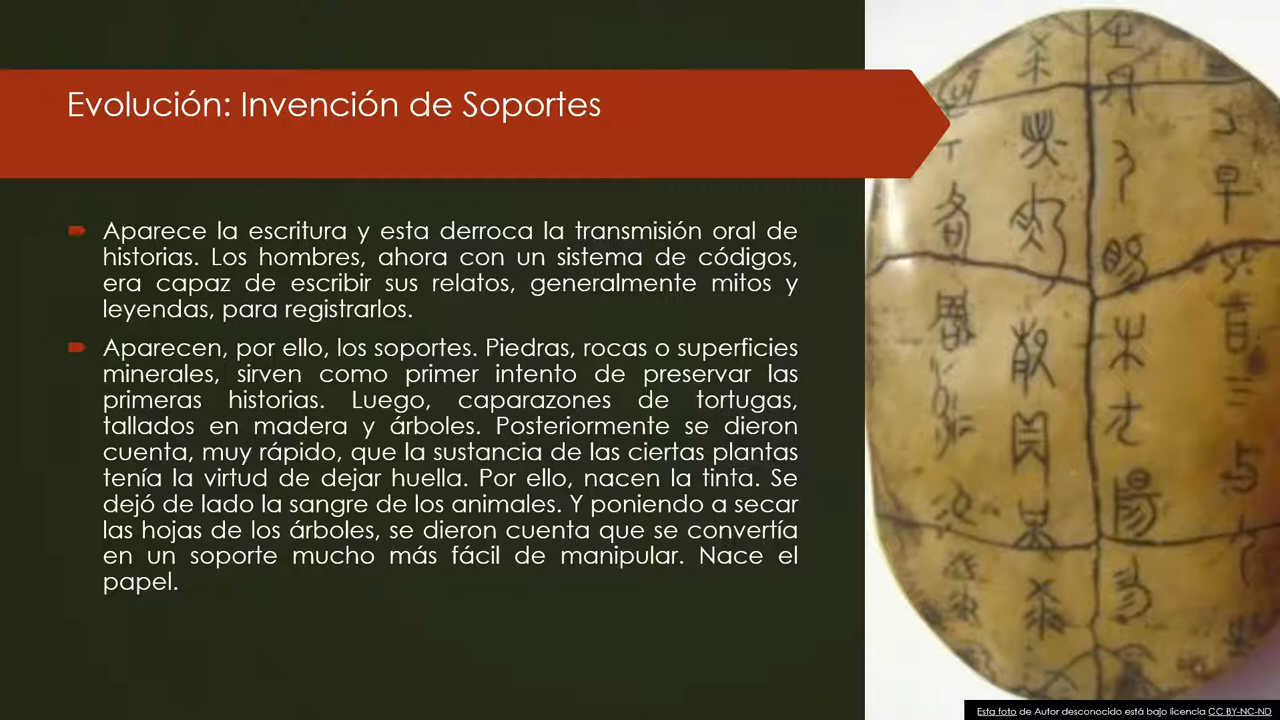 Evolución: Invención de Soportes
Aparece la escritura y esta derroca la transmisión oral de
historias. Los hombres, ahora con un sistema de códigos,
era capaz de escribir sus relatos, generalmente mitos y
leyendas, para registrarlos.
Aparecen, por ello, los soportes. Piedras, rocas o superficies
minerales, sirven como primer intento de preservar las
primeras historias. Luego, caparazones de tortugas,
tallados en madera y árboles. Posteriormente se dieron
cuenta, muy rápido, que la sustancia de las ciertas plantas
tenía la virtud de dejar huella. Por ello, nacen la tinta. Se
dejó de lado la sangre de los animales. Y poniendo a secar
las hojas de los árboles, se dieron cuenta que se convertía
en un soporte mucho más fácil de manipular. Nace el
papel.
Esta foto de Autor desconocido está bajo licencia CC BY-NC-ND